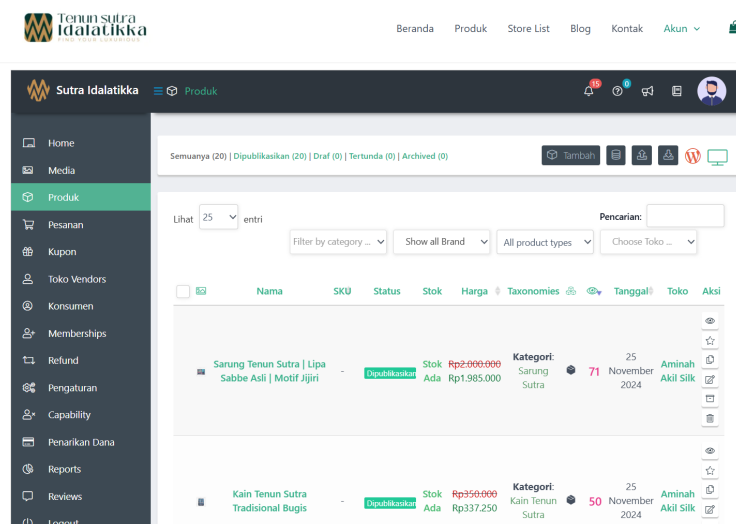 Tenun sutra
Idalatikka
FIND YOUR LUXURIOUS
Beranda Produk Store List Blog Kontak Akun
Sutra Idalatikka
Produk
15
0
Home
Media
Produk
Pesanan
Kupon
Toko Vendors
Konsumen
Memberships
Refund
Pengaturan
Capability
Penarikan Dana
Reports
Reviews
Logout
Semuanya (20) | Dipublikasikan (20) | Draf (0) | Tertunda (0) | Archived (0)
Tambah
Lihat 25 entri
Pencarian:
Filter by category ...
Show all Brand
All product types
Choose Toko ...
Nama SKU Status Stok Harga Taxonomies Tanggal Toko Aksi
Sarung Tenun Sutra | Lipa
Sabbe Asli | Motif Jijiri
-
Dipublikasikan
Stok
Ada
Rp2.000.000
Rp1.985.000
Kategori:
Sarung
Sutra
71
25
November
2024
Aminah
Akil Silk
Kain Tenun Sutra
Tradisional Bugis
-
Dipublikasikan
Stok
Ada
Rp350.000
Rp337.250
Kategori:
Kain Tenun
Sutra
50
25
November
2024
Aminah
Akil Silk